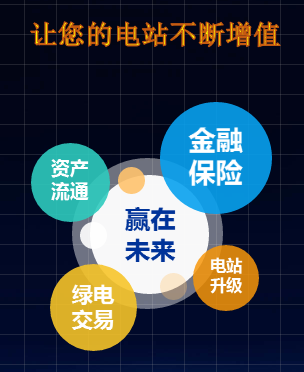 让您的电站不断增值
金融
保险
资产
流通
赢在
未来
电站
升级
绿电
交易